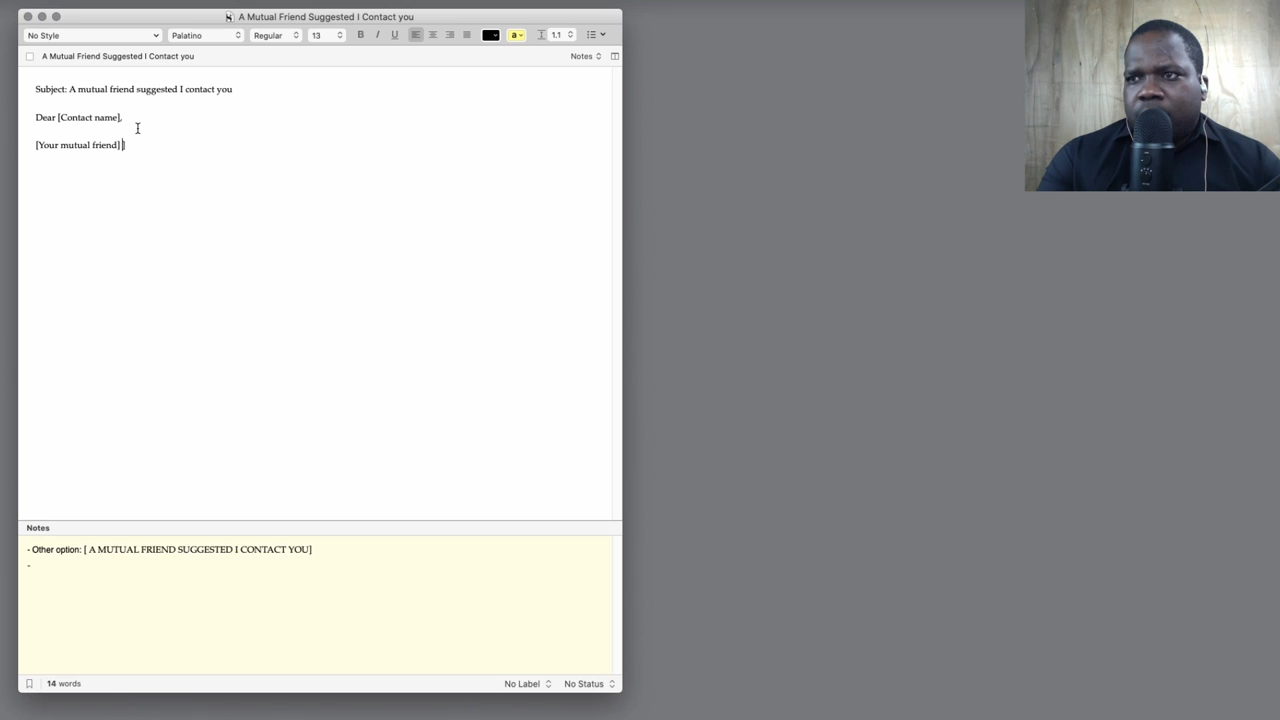 A Mutual Friend Suggested I Contact you
No Style Palatino Regular 13 B I U a 1.1
A Mutual Friend Suggested I Contact you Notes
Subject: A mutual friend suggested I contact you
Dear [Contact name],
[Your mutual friend] ]
Notes
- Other option: [ A MUTUAL FRIEND SUGGESTED I CONTACT YOU]
-
14 words No Label No Status